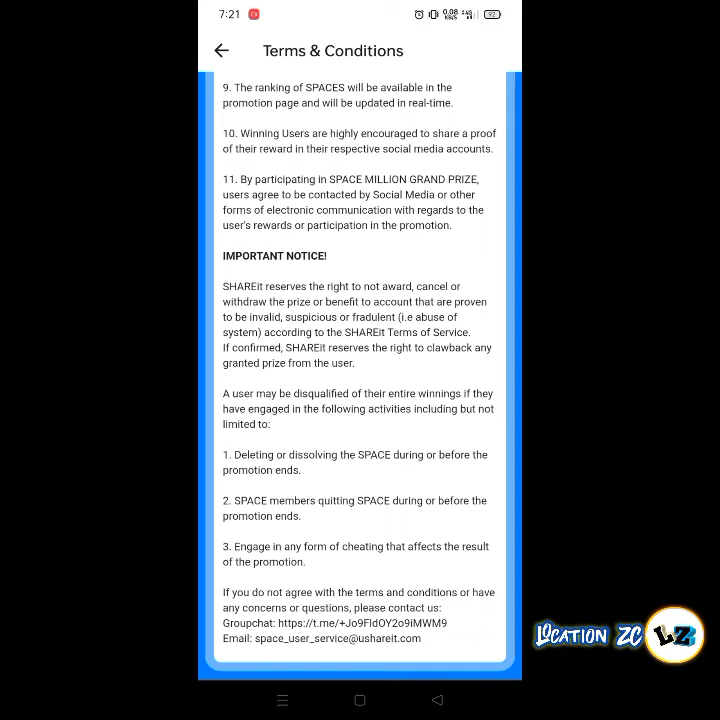 7:21
0.08
KB/S
4G
92
Terms & Conditions
9. The ranking of SPACES will be available in the
promotion page and will be updated in real-time.
10. Winning Users are highly encouraged to share a proof
of their reward in their respective social media accounts.
11. By participating in SPACE MILLION GRAND PRIZE,
users agree to be contacted by Social Media or other
forms of electronic communication with regards to the
user's rewards or participation in the promotion.
IMPORTANT NOTICE!
SHAREit reserves the right to not award, cancel or
withdraw the prize or benefit to account that are proven
to be invalid, suspicious or fradulent (i.e abuse of
system) according to the SHAREit Terms of Service.
If confirmed, SHAREit reserves the right to clawback any
granted prize from the user.
A user may be disqualified of their entire winnings if they
have engaged in the following activities including but not
limited to:
1. Deleting or dissolving the SPACE during or before the
promotion ends.
2. SPACE members quitting SPACE during or before the
promotion ends.
3. Engage in any form of cheating that affects the result
of the promotion.
If you do not agree with the terms and conditions or have
any concerns or questions, please contact us:
Groupchat: https://t.me/+Jo9FldOY2o9iMWM9
Email: space_user_service@ushareit.com
LOCATION ZC
LZ